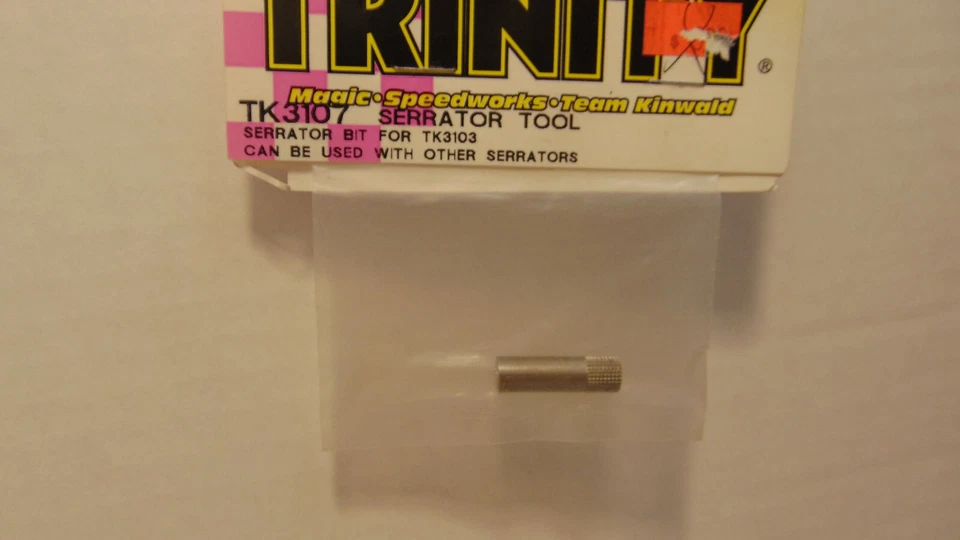 TRINITY®
Magic•Speedworks•Team Kinwald
TK3107 SERRATOR TOOL
SERRATOR BIT FOR TK3103
CAN BE USED WITH OTHER SERRATORS